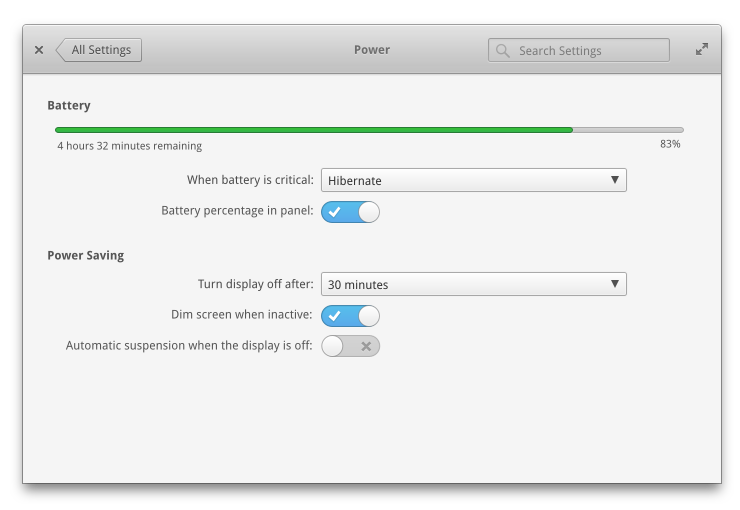 All Settings
Power
Search Settings
Battery
4 hours 32 minutes remaining
83%
When battery is critical: Hibernate
Battery percentage in panel:
Power Saving
Turn display off after: 30 minutes
Dim screen when inactive:
Automatic suspension when the display is off: